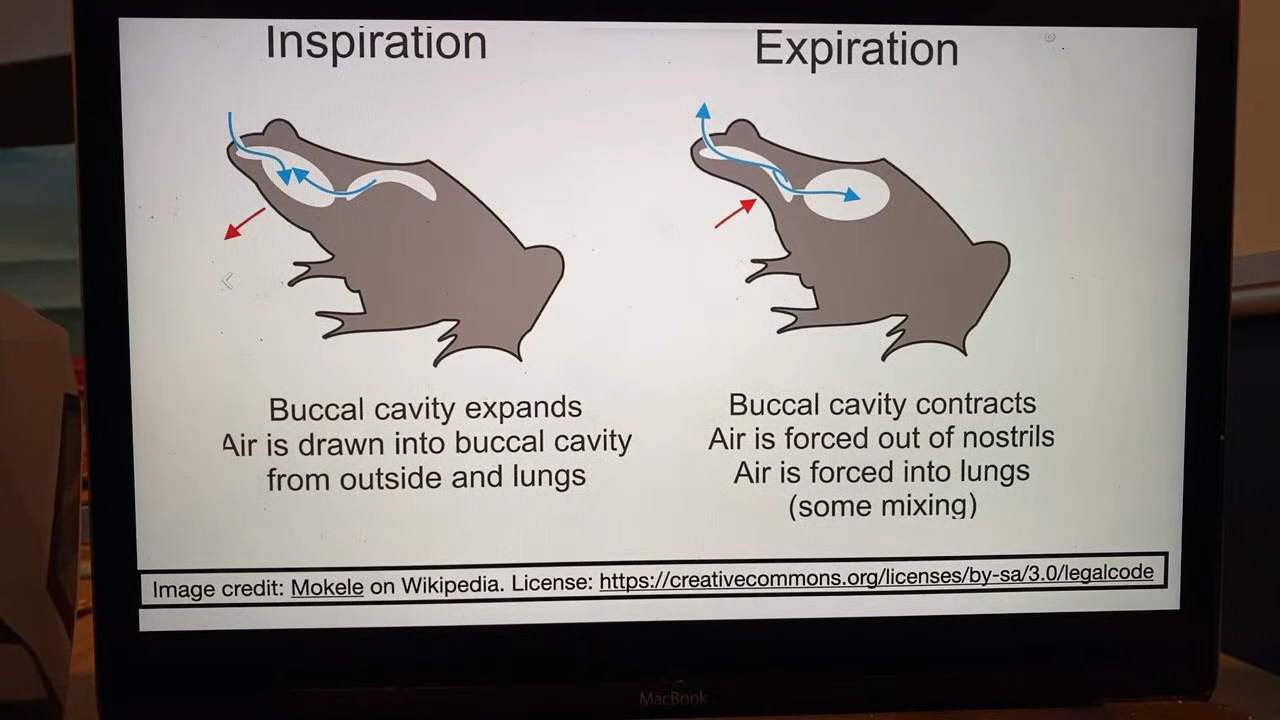 Inspiration
Expiration
Buccal cavity expands
Air is drawn into buccal cavity
from outside and lungs
Buccal cavity contracts
Air is forced out of nostrils
Air is forced into lungs
(some mixing)
Image credit: Mokele on Wikipedia. License: https://creativecommons.org/licenses/by-sa/3.0/legalcode
MacBook